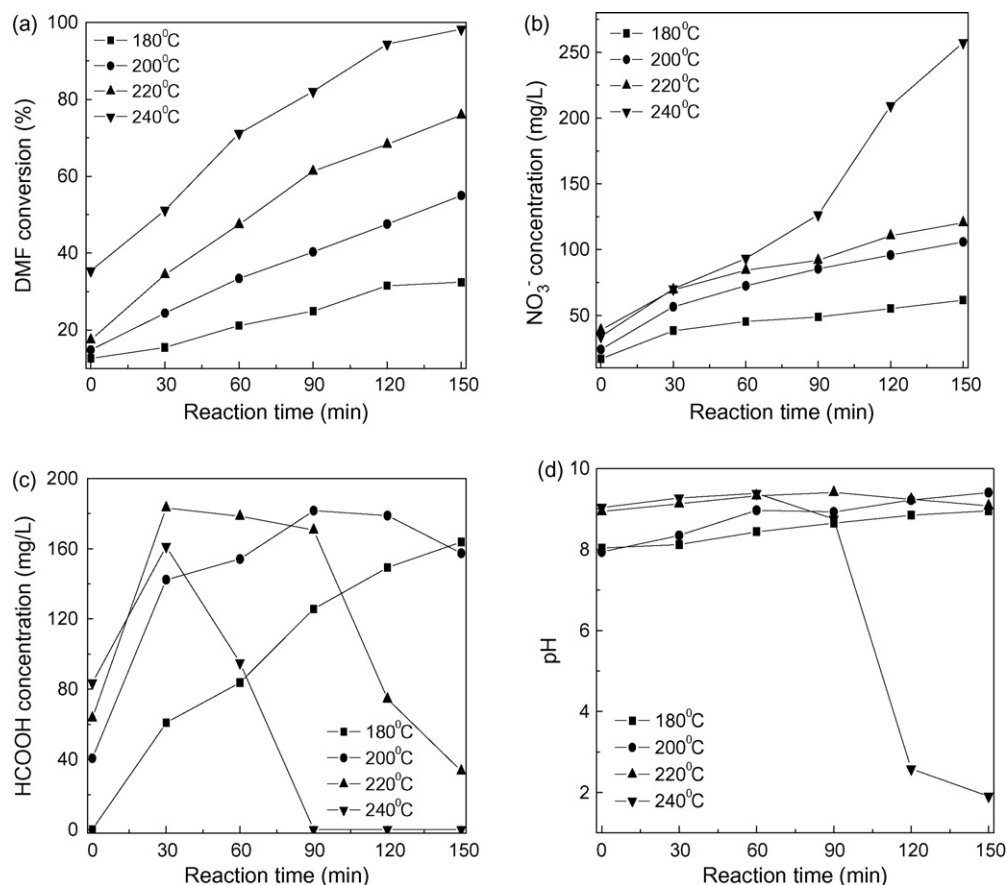 (a)
180⁰C
200⁰C
220⁰C
240⁰C
DMF conversion (%)
100
80
60
40
20
0 30 60 90 120 150
Reaction time (min)
(b)
180⁰C
200⁰C
220⁰C
240⁰C
NO₃⁻ concentration (mg/L)
250
200
150
100
50
0 30 60 90 120 150
Reaction time (min)
(c)
HCOOH concentration (mg/L)
200
160
120
80
40
0
180⁰C
200⁰C
220⁰C
240⁰C
0 30 60 90 120 150
Reaction time (min)
(d)
pH
10
8
6
4
2
180⁰C
200⁰C
220⁰C
240⁰C
0 30 60 90 120 150
Reaction time (min)